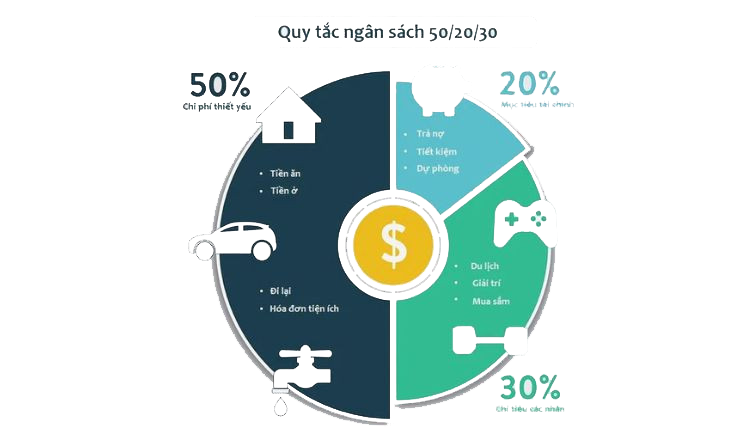 Quy tắc ngân sách 50/20/30
50%
Chi phí thiết yếu
20%
Mục tiêu tài chính
Trả nợ
Tiết kiệm
Dự phòng
Tiền ăn
Tiền ở
$
Du lịch
Giải trí
Mua sắm
Đi lại
Hóa đơn tiện ích
30%
Chi tiêu các nhân